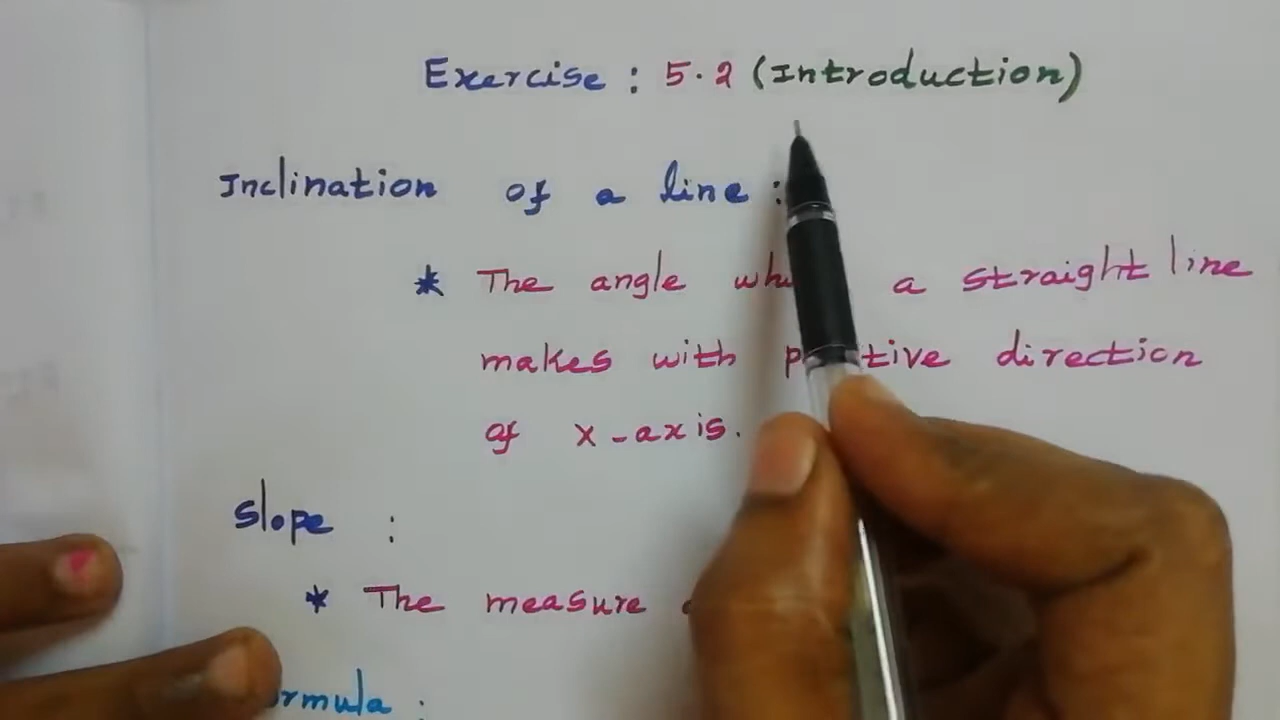 Exercise : 5.2 (Introduction)
Inclination of a line :
* The angle a straight line
makes with direction
of X-axis.
Slope :
* The measure
: